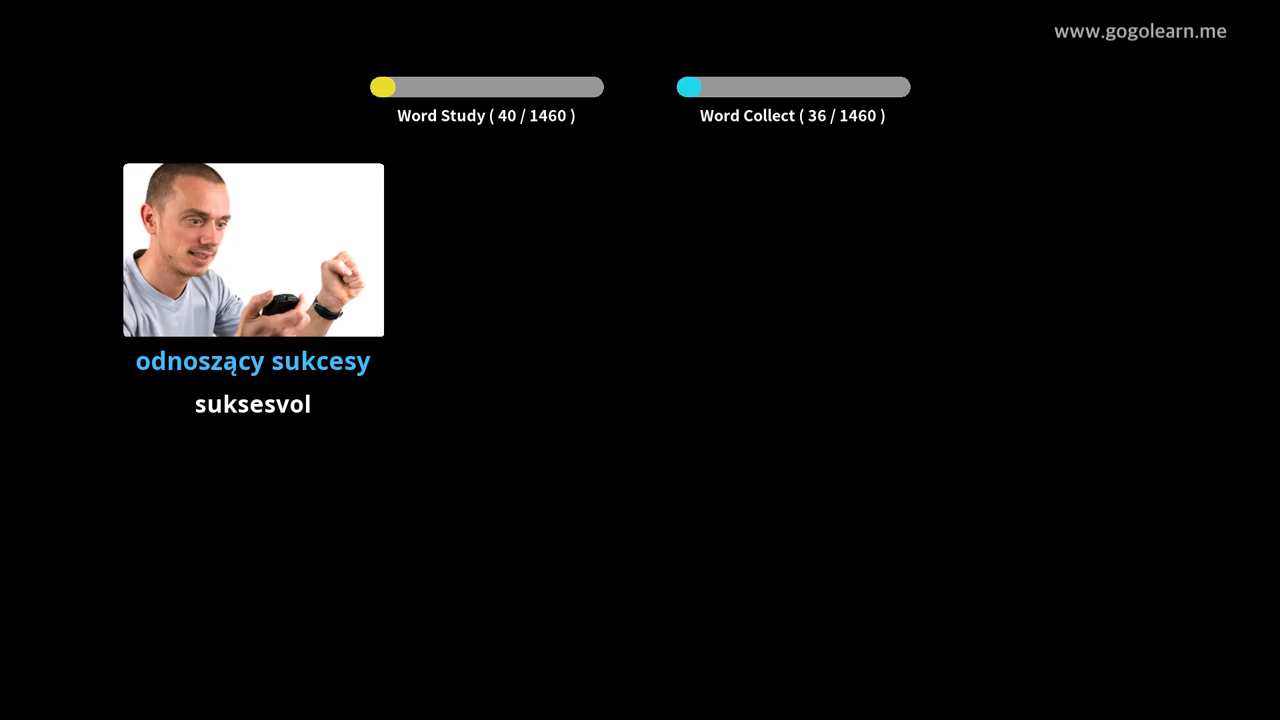 www.gogolearn.me
Word Study ( 40 / 1460 )
Word Collect ( 36 / 1460 )
odnoszący sukcesy
suksesvol